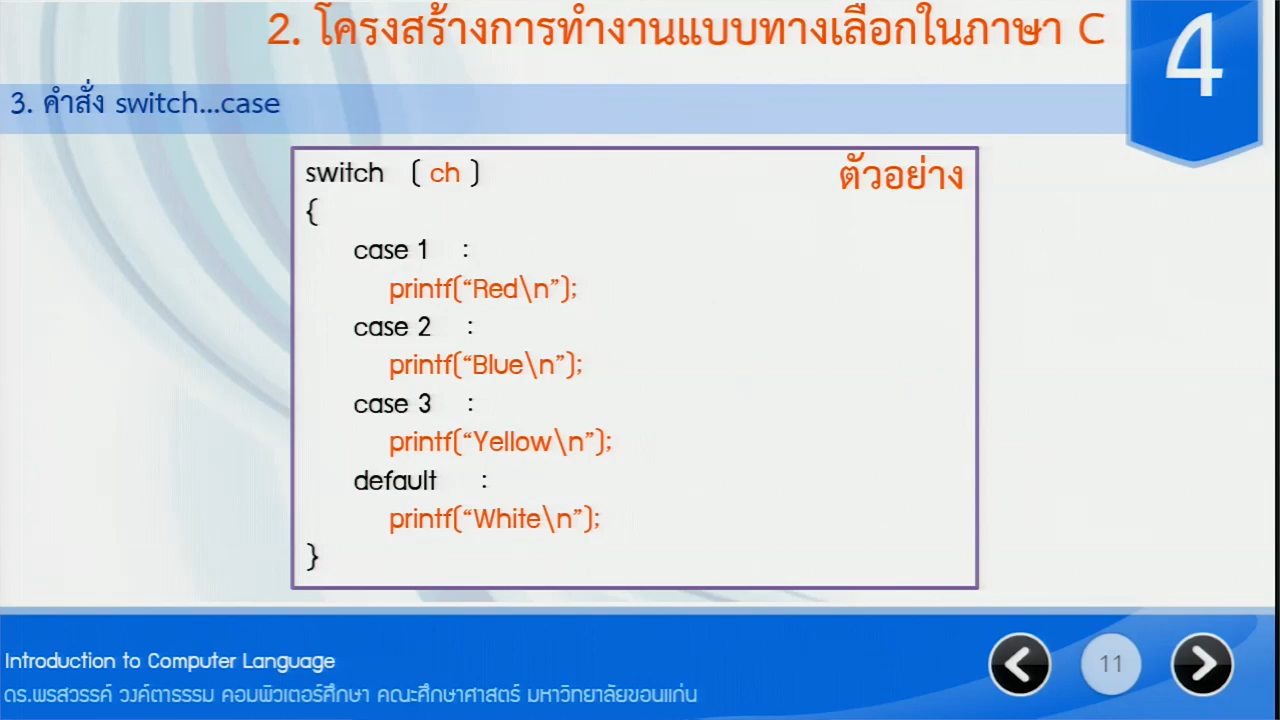 2. โครงสร้างการทำงานแบบทางเลือกในภาษา C
4
3. คำสั่ง switch...case
switch ( ch )
ตัวอย่าง
{
case 1 :
printf(“Red\n”);
case 2 :
printf(“Blue\n”);
case 3 :
printf(“Yellow\n”);
default :
printf(“White\n”);
}
Introduction to Computer Language
ดร.พรสวรรค์ วงค์ตาธรรม คอมพิวเตอร์ศึกษา คณะศึกษาศาสตร์ มหาวิทยาลัยขอนแก่น
11